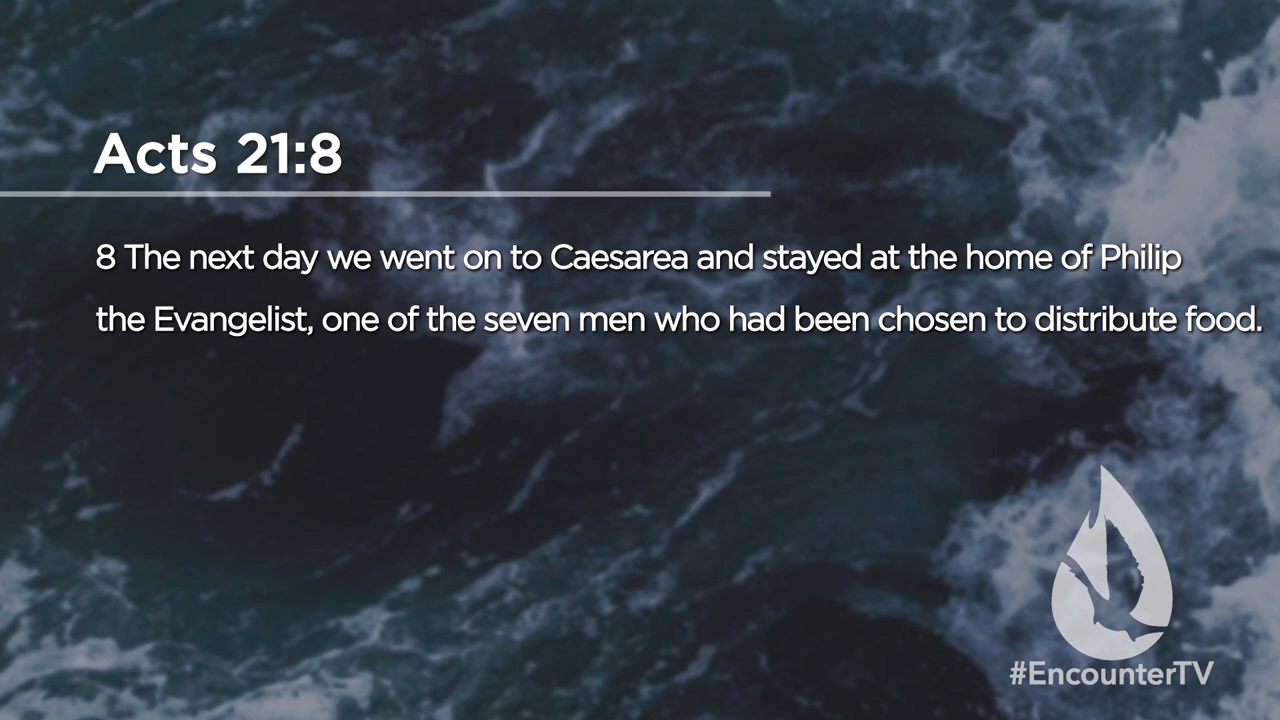 Acts 21:8
8 The next day we went on to Caesarea and stayed at the home of Philip
the Evangelist, one of the seven men who had been chosen to distribute food.
#EncounterTV